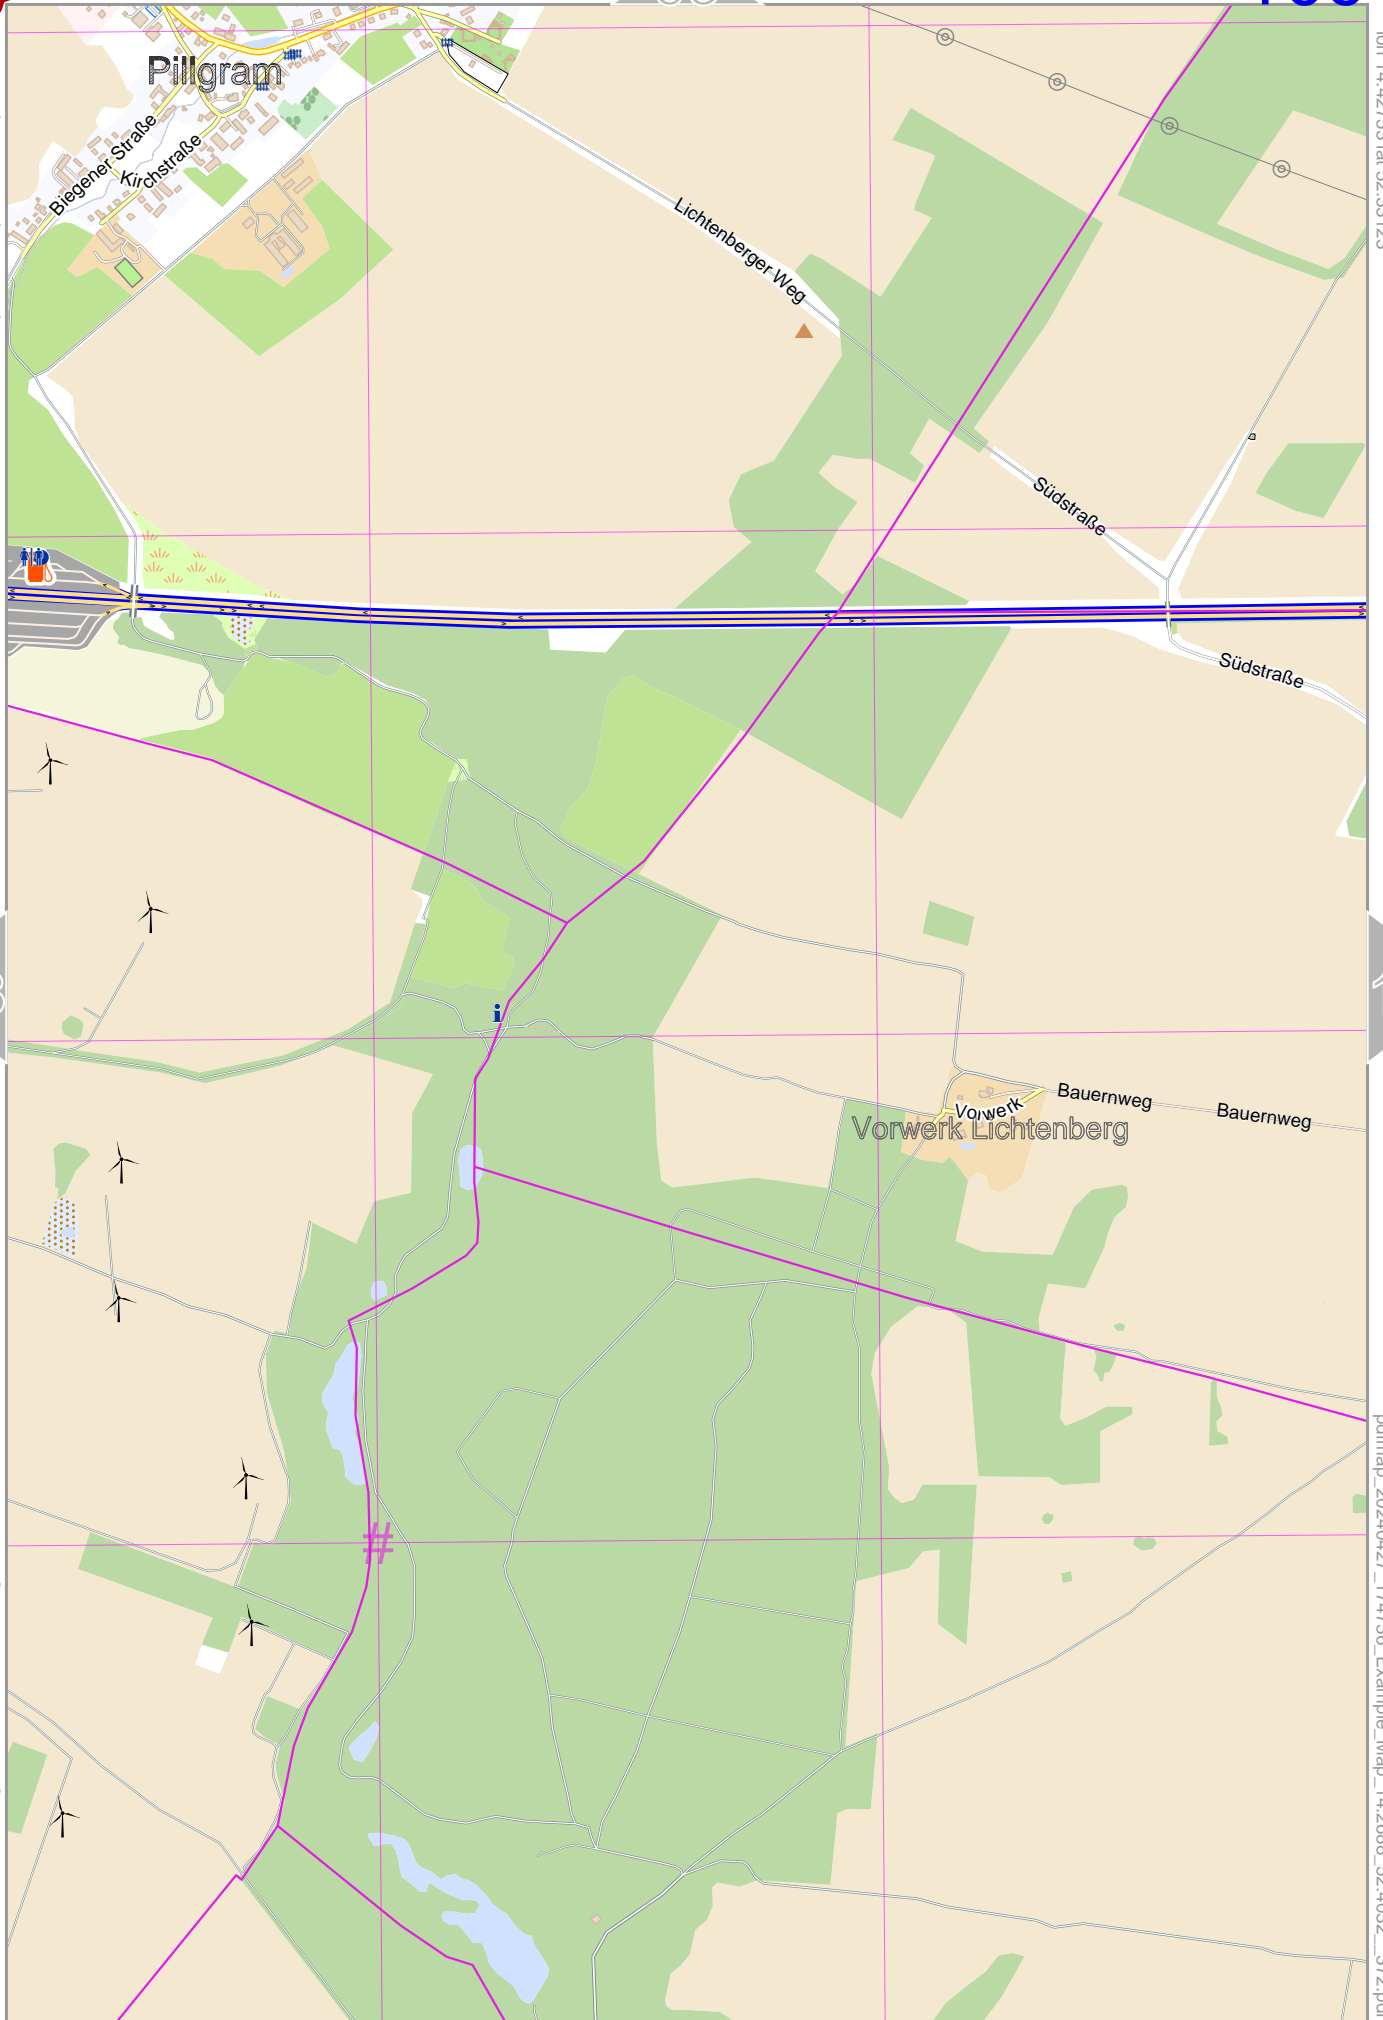 Pillgram
Biegener Straße
Kirchstraße
Lichtenberger Weg
Südstraße
Südstraße
i
Bauernweg
Bauernweg
Vorwerk
Vorwerk Lichtenberg
#